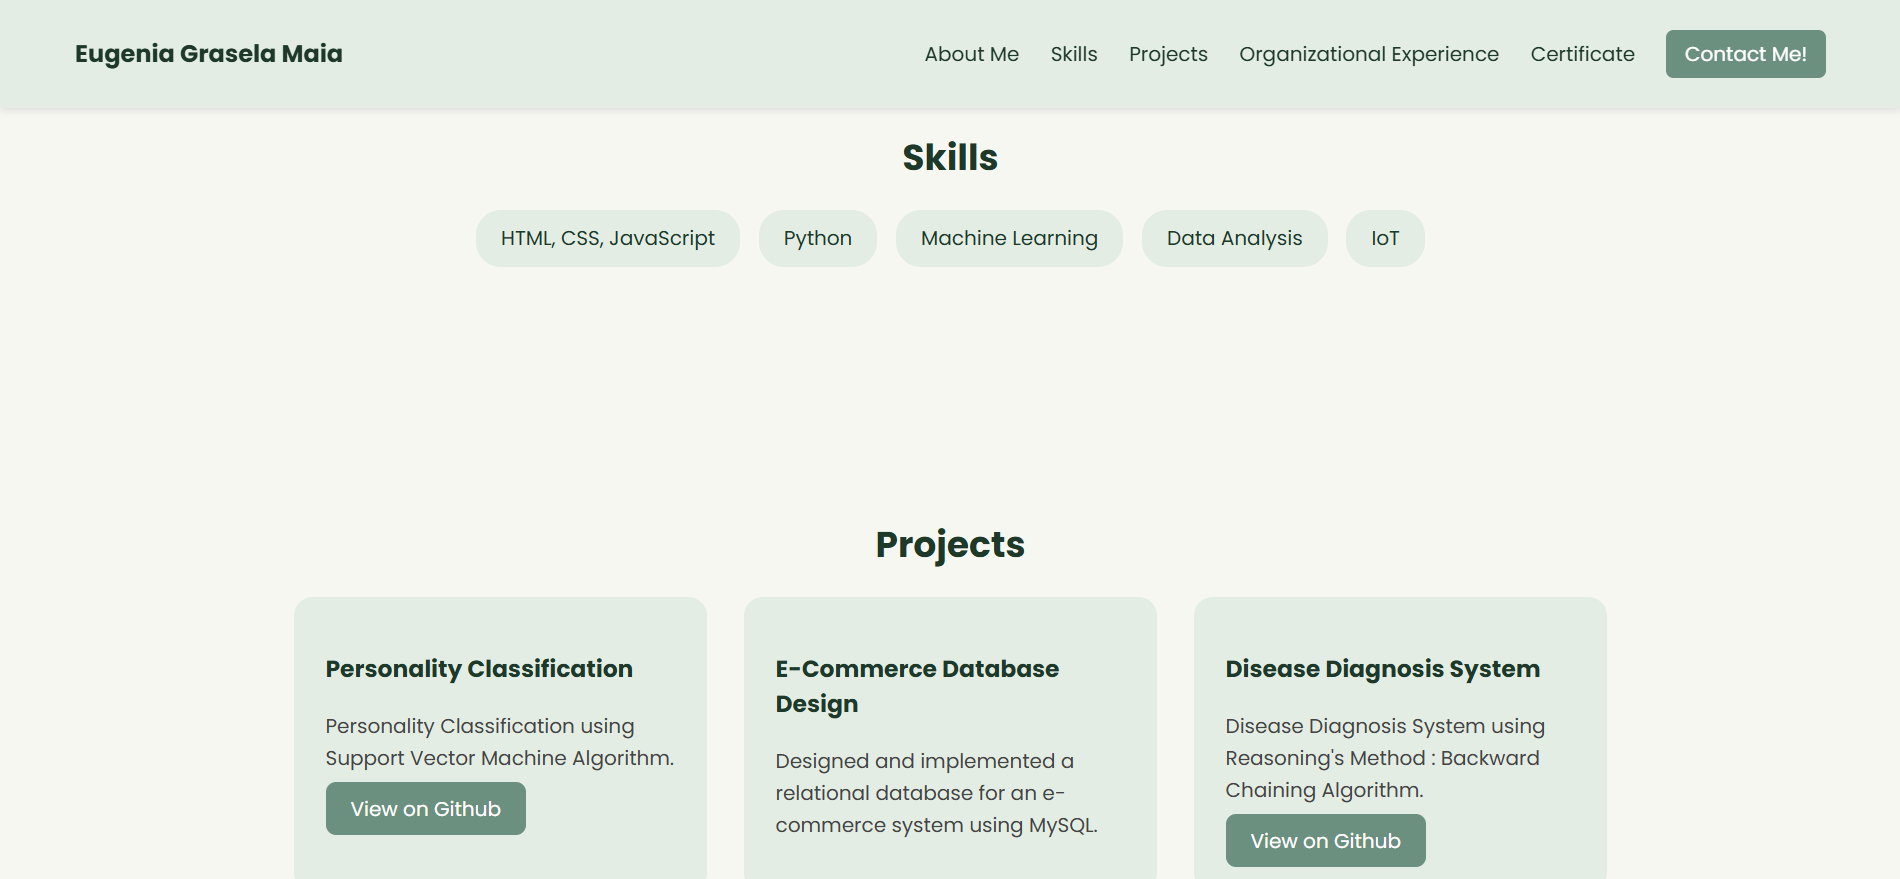 Eugenia Grasela Maia
About Me Skills Projects Organizational Experience Certificate Contact Me!
Skills
HTML, CSS, JavaScript Python Machine Learning Data Analysis IoT
Projects
Personality Classification
Personality Classification using
Support Vector Machine Algorithm.
View on Github
E-Commerce Database
Design
Designed and implemented a
relational database for an e-
commerce system using MySQL.
Disease Diagnosis System
Disease Diagnosis System using
Reasoning's Method : Backward
Chaining Algorithm.
View on Github